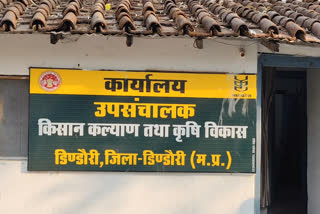 कार्यालय
उपसंचालक
किसान कल्याण तथा कृषि विकास
डिण्डौरी, जिला-डिण्डौरी (म.प्र.)